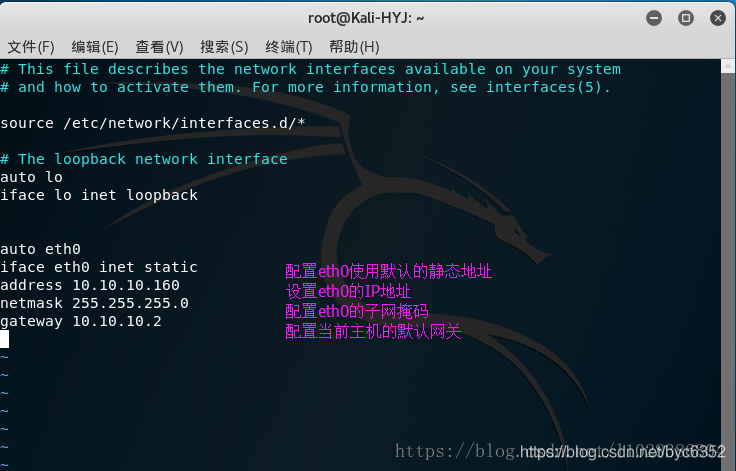 root@Kali-HYJ: ~
文件(F) 编辑(E) 查看(V) 搜索(S) 终端(T) 帮助(H)
# This file describes the network interfaces available on your system
# and how to activate them. For more information, see interfaces(5).
source /etc/network/interfaces.d/*
# The loopback network interface
auto lo
iface lo inet loopback
auto eth0
iface eth0 inet static 配置eth0使用默认的静态地址
address 10.10.10.160 设置eth0的IP地址
netmask 255.255.255.0 配置eth0的子网掩码
gateway 10.10.10.2 配置当前主机的默认网关
~
~
~
~
~
~
~
https://blog.csdn.net/byc6352